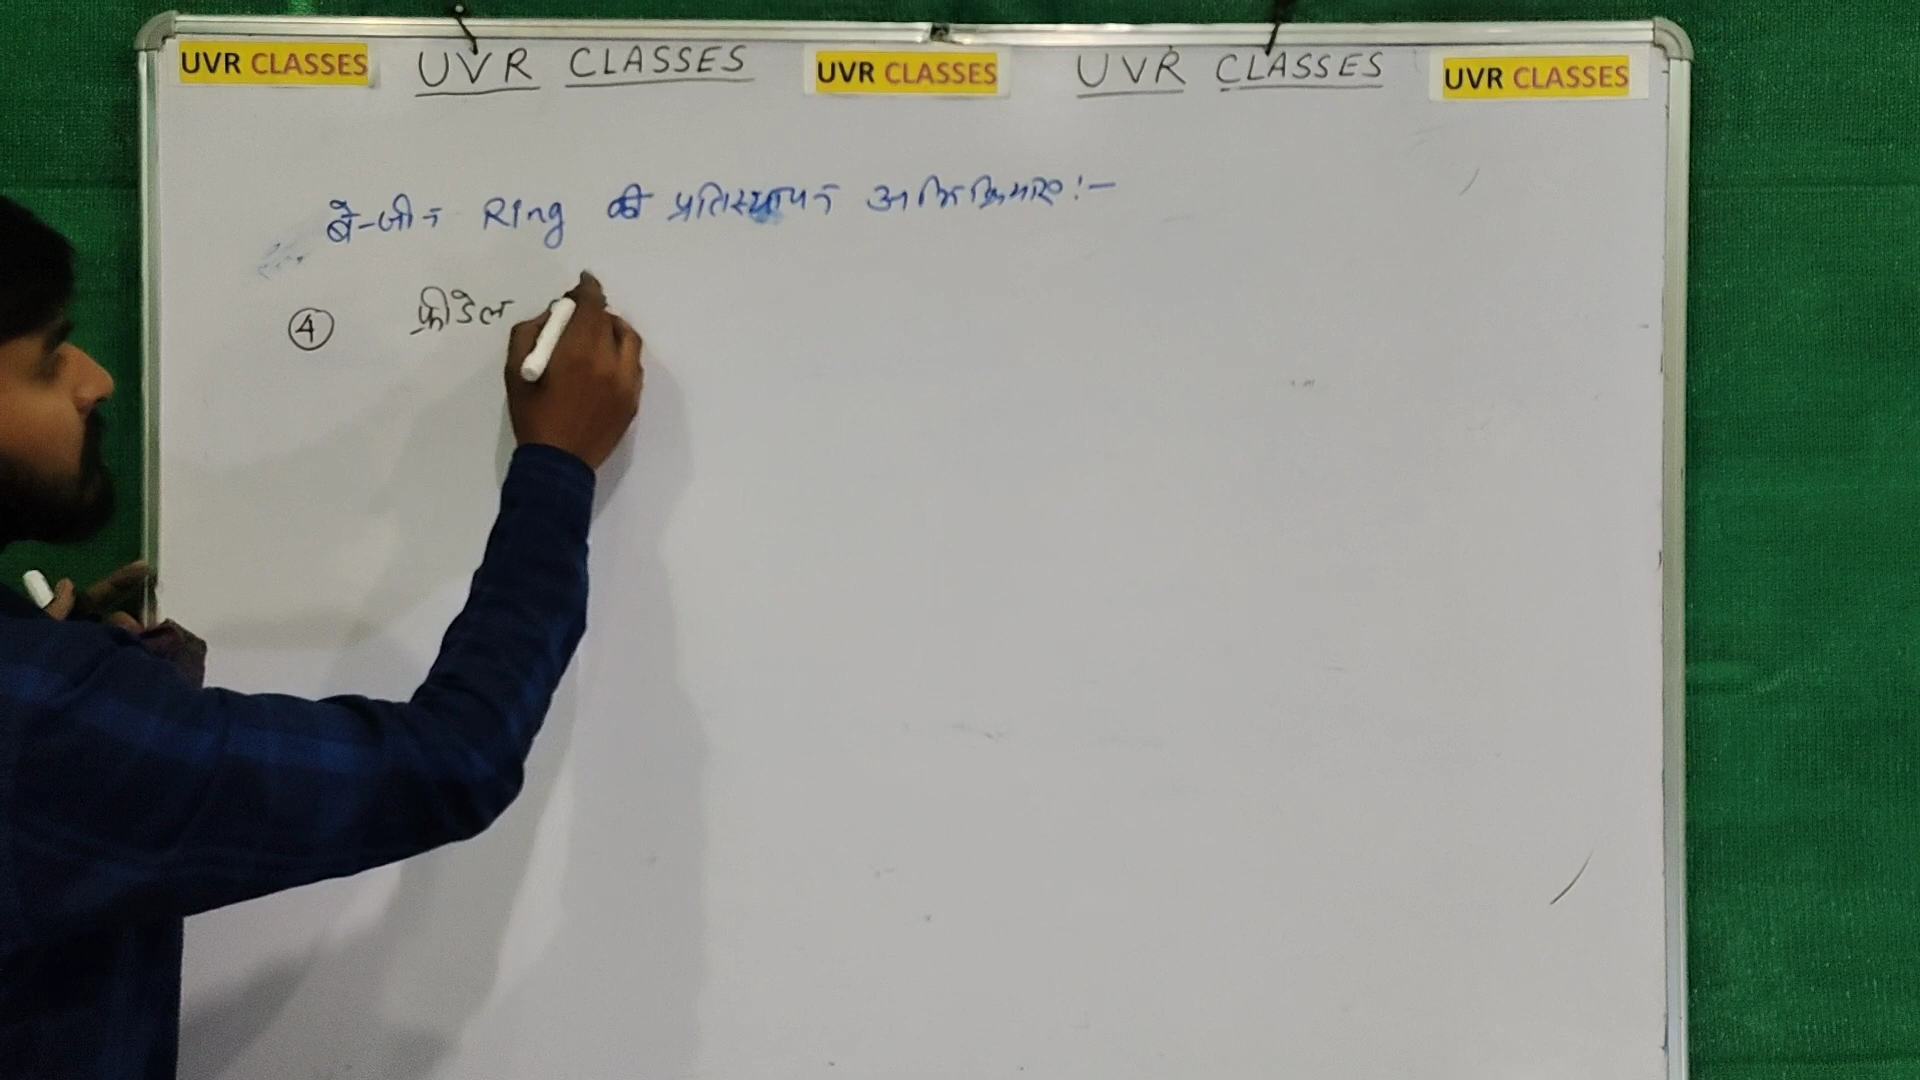 UVR CLASSES UVR CLASSES UVR CLASSES UVR CLASSES UVR CLASSES
बेन्जीन Ring की प्रतिस्थापन अभिक्रियाएं :-
④ फ्रीडेल